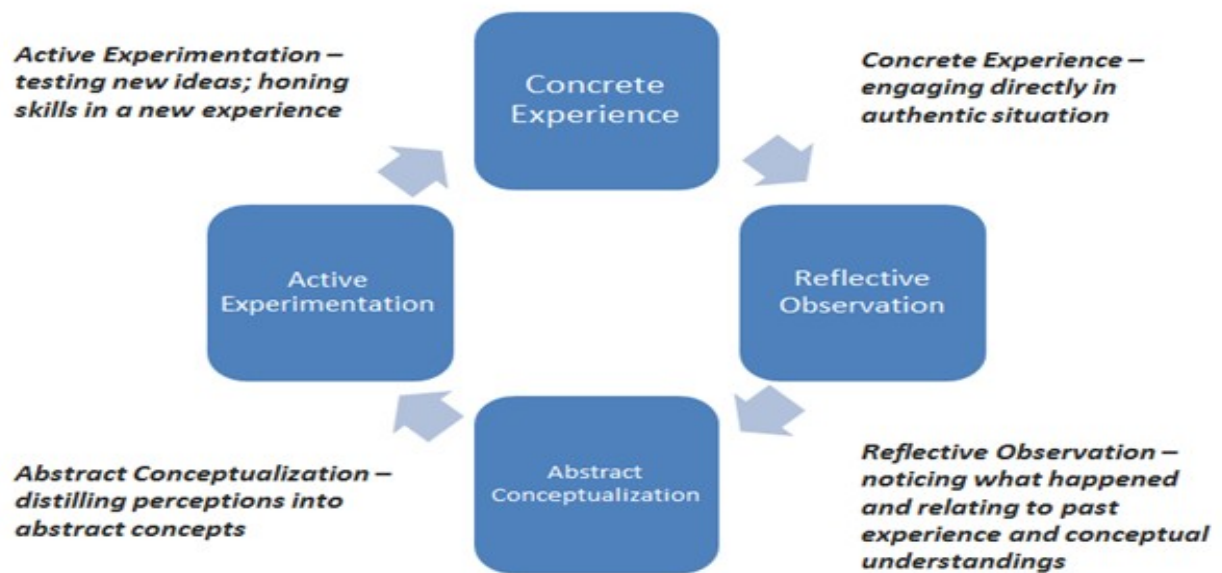 Active Experimentation –
testing new ideas; honing
skills in a new experience
Concrete
Experience
Concrete Experience –
engaging directly in
authentic situation
Active
Experimentation
Reflective
Observation
Abstract Conceptualization –
distilling perceptions into
abstract concepts
Abstract
Conceptualization
Reflective Observation –
noticing what happened
and relating to past
experience and conceptual
understandings